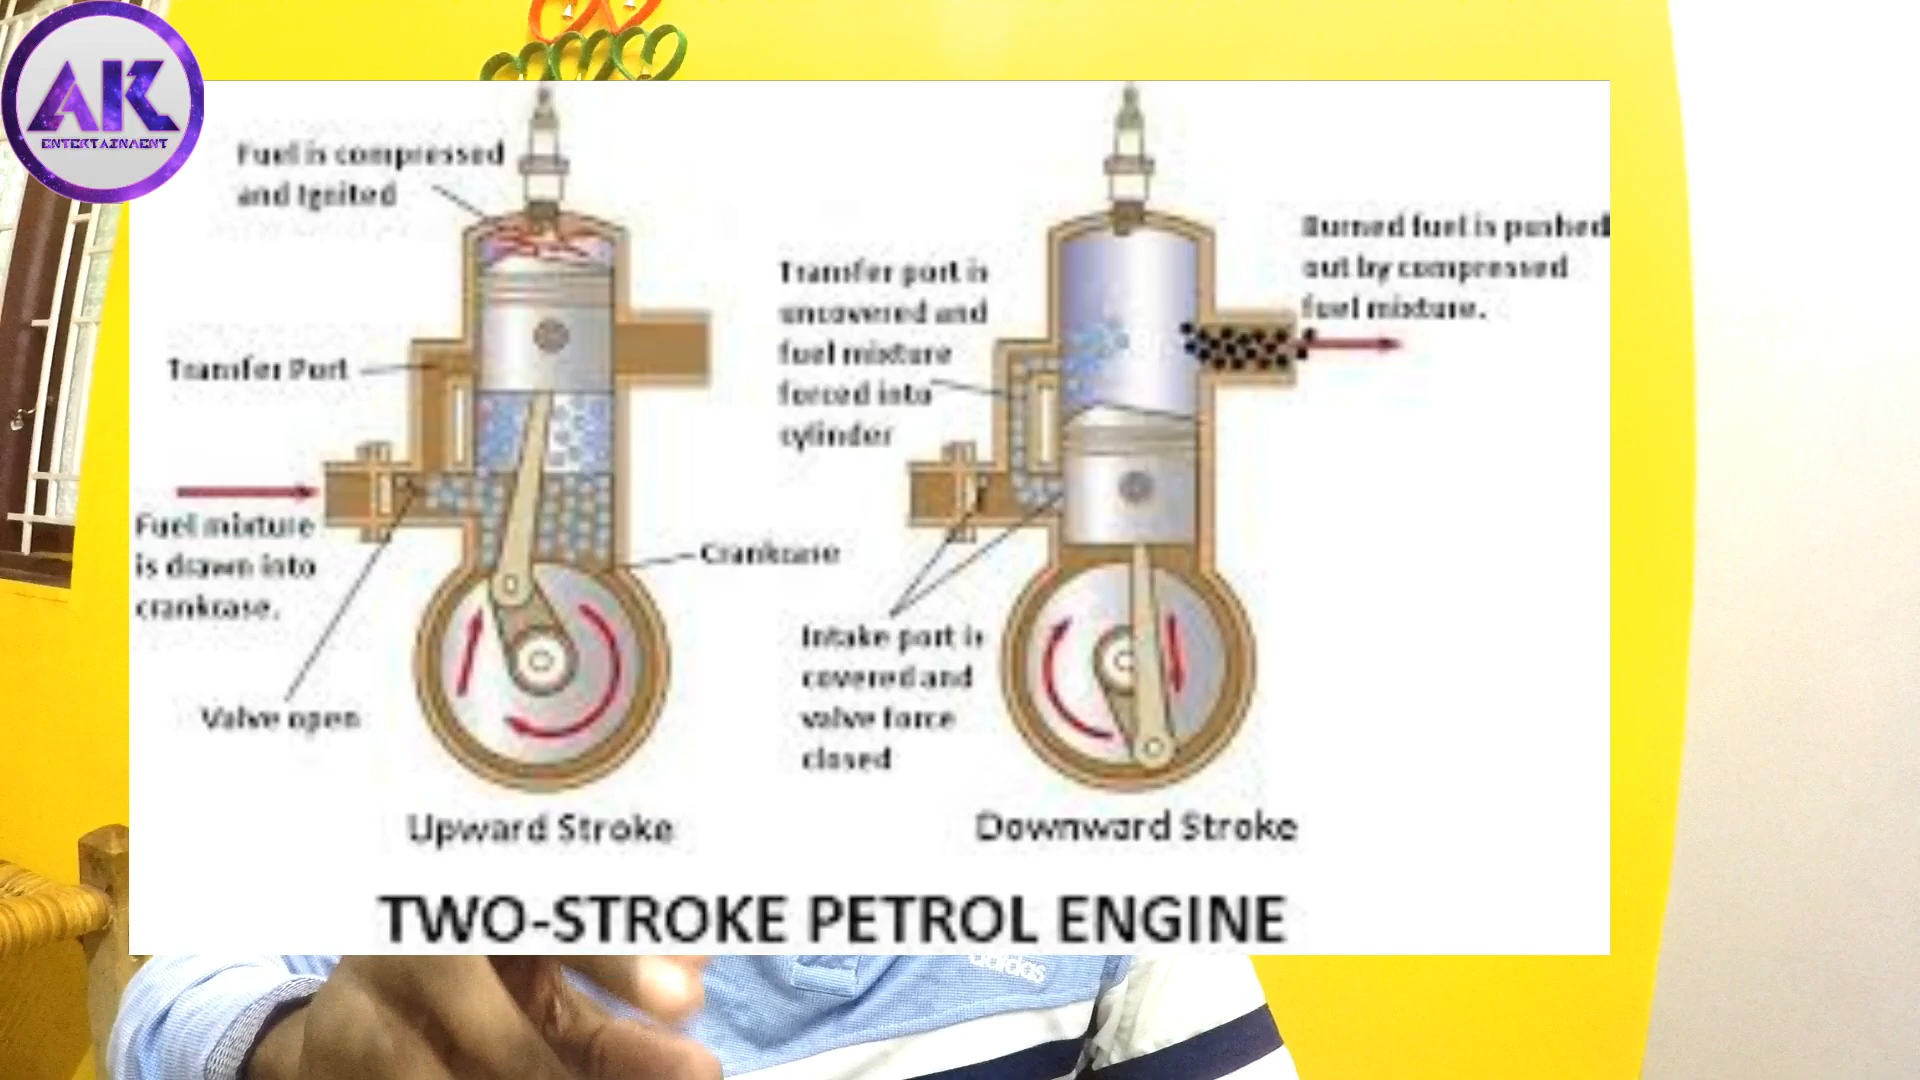 AK
ENTERTAINAENT
Fuel is compressed
and Ignited
Transfer Port
Fuel mixture
is drawn into
crankcase.
Valve open
Crankcase
Upward Stroke
Transfer port is
uncovered and
fuel mixture
forced into
cylinder
Burned fuel is pushed
out by compressed
fuel mixture.
Intake port is
covered and
valve force
closed
Downward Stroke
TWO-STROKE PETROL ENGINE
adidas